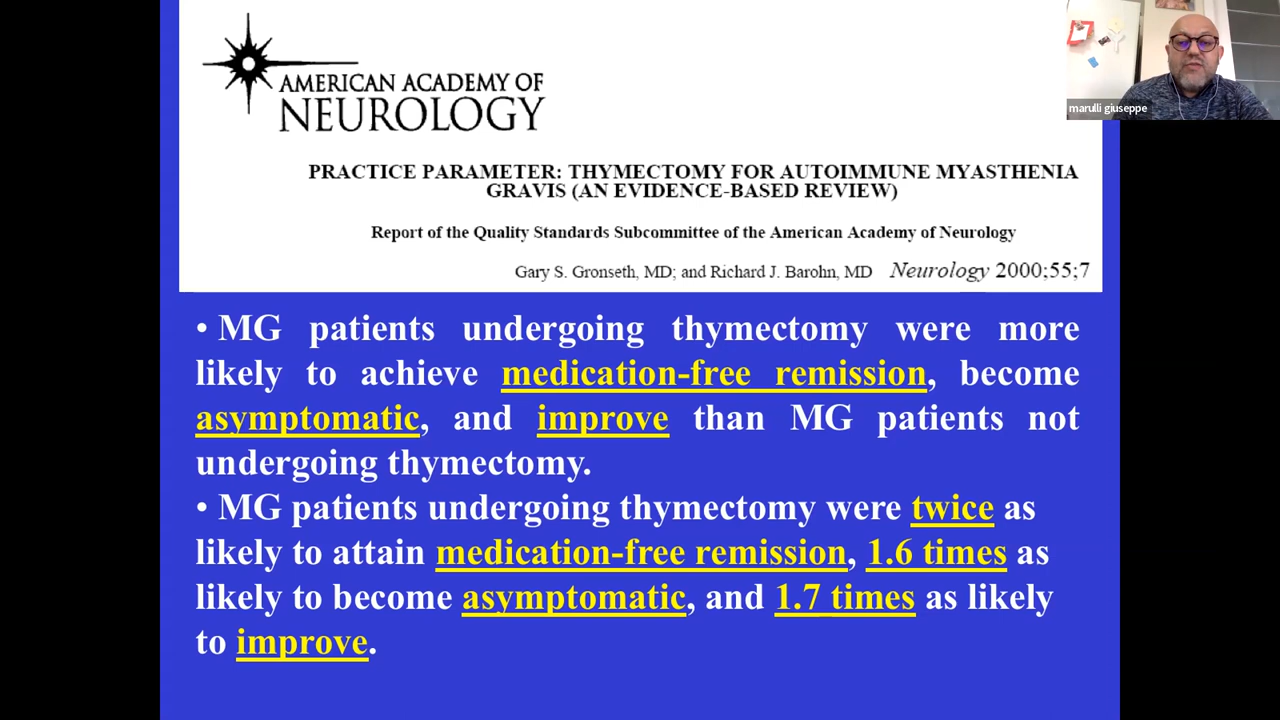 AMERICAN ACADEMY OF
NEUROLOGY
marulli giuseppe
PRACTICE PARAMETER: THYMECTOMY FOR AUTOIMMUNE MYASTHENIA
GRAVIS (AN EVIDENCE-BASED REVIEW)
Report of the Quality Standards Subcommittee of the American Academy of Neurology
Gary S. Gronseth, MD; and Richard J. Barohn, MD Neurology 2000;55;7
• MG patients undergoing thymectomy were more
likely to achieve medication-free remission, become
asymptomatic, and improve than MG patients not
undergoing thymectomy.
• MG patients undergoing thymectomy were twice as
likely to attain medication-free remission, 1.6 times as
likely to become asymptomatic, and 1.7 times as likely
to improve.